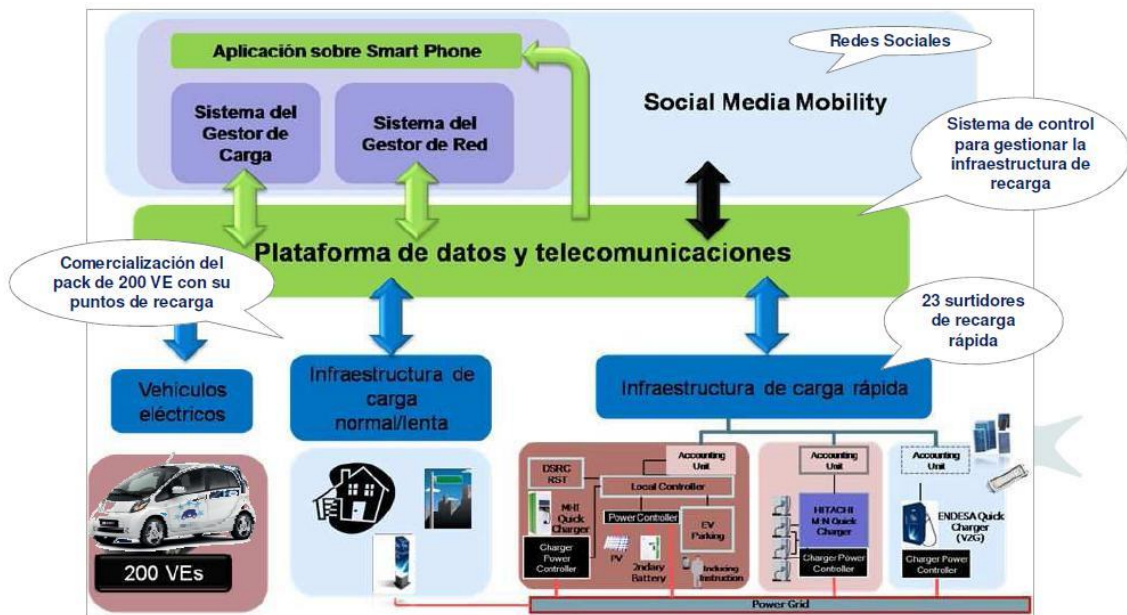 Redes Sociales
Aplicación sobre Smart Phone
Sistema del
Gestor de
Carga
Sistema del
Gestor de Red
Social Media Mobility
Sistema de control
para gestionar la
infraestructura de
recarga
Plataforma de datos y telecomunicaciones
Comercialización del
pack de 200 VE con su
puntos de recarga
23 surtidores
de recarga
rápida
Vehículos
eléctricos
Infraestructura de
carga
normal/lenta
Infraestructura de carga rápida
200 VEs
DSRC
RST
Accounting
Unit
Local Controller
MHI
Quick
Charger
Power Controller
EV
Parking
Charger
Power
Controller
PV
2ndary
Battery
Inducing
Instruction
Accounting
Unit
HITACHI
M:N Quick
Charger
Charger Power
Controller
Accounting
Unit
ENDESA Quick
Charger
(V2G)
Charger Power
Controller
Power Grid